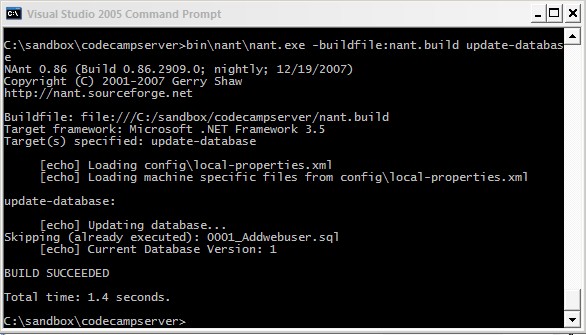 Visual Studio 2005 Command Prompt
C:\sandbox\codecampserver>bin\nant\nant.exe -buildfile:nant.build update-databas
e
NAnt 0.86 (Build 0.86.2909.0; nightly; 12/19/2007)
Copyright (C) 2001-2007 Gerry Shaw
http://nant.sourceforge.net
Buildfile: file:///C:/sandbox/codecampserver/nant.build
Target framework: Microsoft .NET Framework 3.5
Target(s) specified: update-database
[echo] Loading config\local-properties.xml
[echo] Loading machine specific files from config\local-properties.xml
update-database:
[echo] Updating database...
Skipping (already executed): 0001_Addwebuser.sql
[echo] Current Database Version: 1
BUILD SUCCEEDED
Total time: 1.4 seconds.
C:\sandbox\codecampserver>